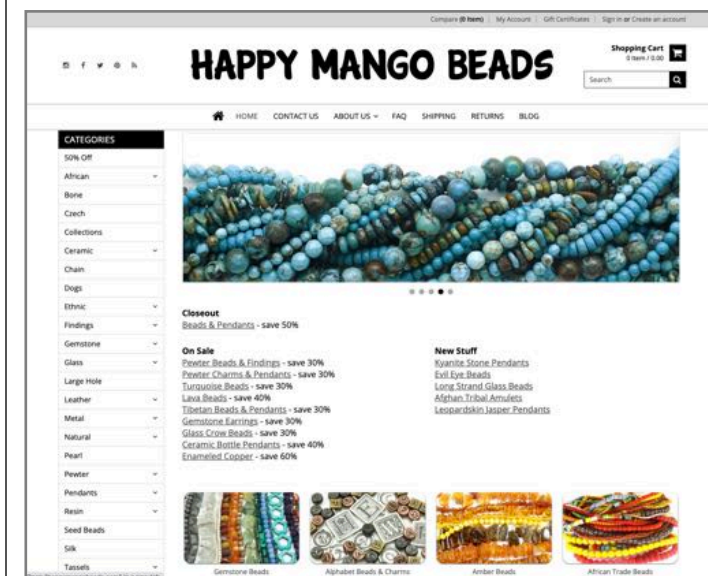 Compare (0 Item) | My Account | Gift Certificates | Sign in or Create an account
HAPPY MANGO BEADS
Shopping Cart
0 item / 0.00
Search
HOME CONTACT US ABOUT US FAQ SHIPPING RETURNS BLOG
CATEGORIES
50% Off
African
Bone
Czech
Collections
Ceramic
Chain
Dogs
Ethnic
Findings
Gemstone
Glass
Large Hole
Leather
Metal
Natural
Pearl
Pewter
Pendants
Resin
Seed Beads
Silk
Tassels
Closeout
Beads & Pendants - save 50%
On Sale
Pewter Beads & Findings - save 30%
Pewter Charms & Pendants - save 30%
Turquoise Beads - save 30%
Lava Beads - save 40%
Tibetan Beads & Pendants - save 30%
Gemstone Earrings - save 30%
Glass Crow Beads - save 30%
Ceramic Bottle Pendants - save 40%
Enameled Copper - save 60%
New Stuff
Kyanite Stone Pendants
Evil Eye Beads
Long Strand Glass Beads
Afghan Tribal Amulets
Leopardskin Jasper Pendants
Gemstone Beads
Alphabet Beads & Charms
Amber Beads
African Trade Beads